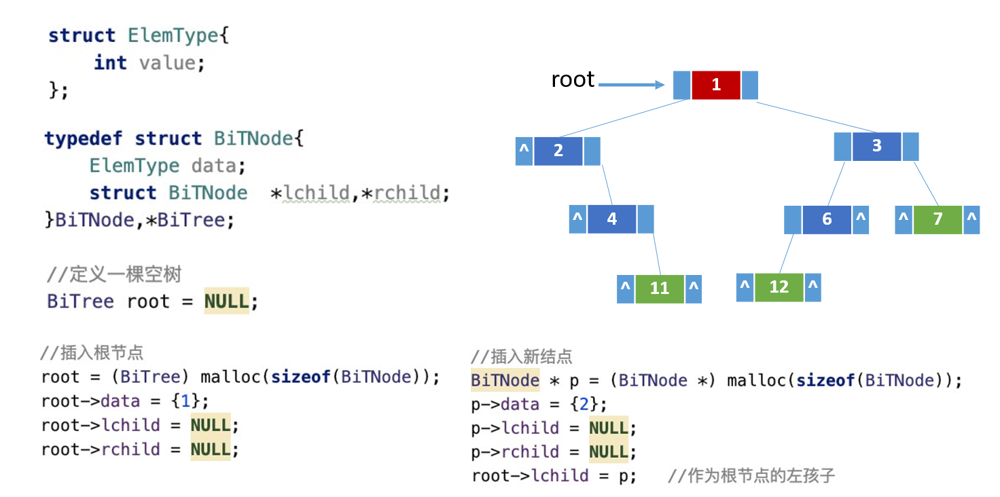 struct ElemType{
    int value;
};
typedef struct BiTNode{
    ElemType data;
    struct BiTNode  *lchild,*rchild;
}BiTNode,*BiTree;
//定义一棵空树
BiTree root = NULL;
//插入根节点
root = (BiTree) malloc(sizeof(BiTNode));
root->data = {1};
root->lchild = NULL;
root->rchild = NULL;
root
1
^ 2
3
^ 4
6 ^
^ 7 ^
^ 11 ^
^ 12 ^
//插入新结点
BiTNode * p = (BiTNode *) malloc(sizeof(BiTNode));
p->data = {2};
p->lchild = NULL;
p->rchild = NULL;
root->lchild = p;   //作为根节点的左孩子